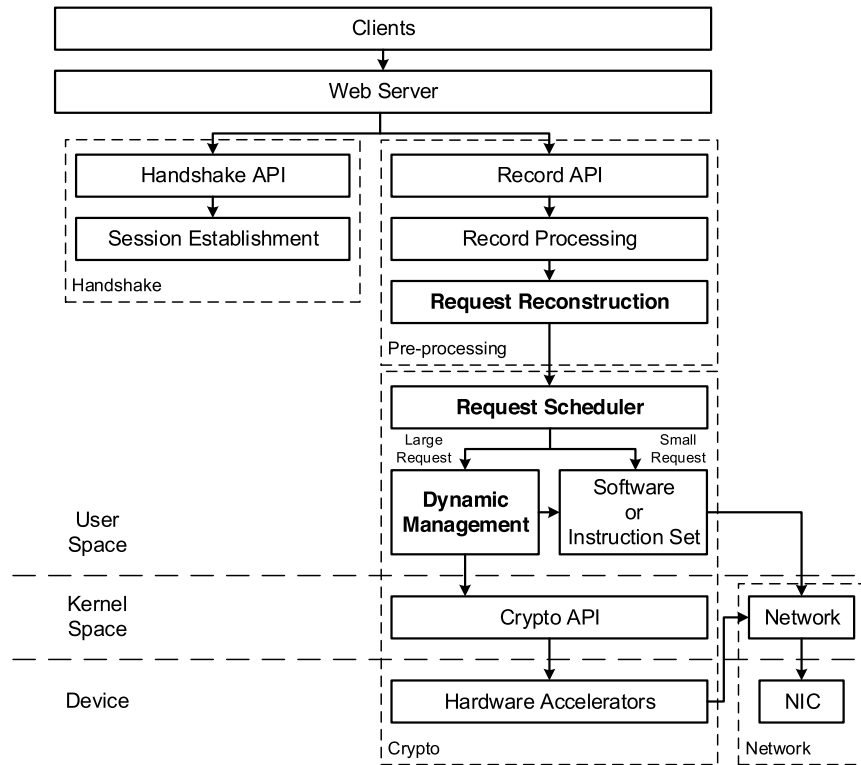 Clients
Web Server
Handshake API
Session Establishment
Handshake
Record API
Record Processing
Request Reconstruction
Pre-processing
Request Scheduler
Large
Request
Small
Request
Dynamic
Management
Software
or
Instruction Set
User
Space
Kernel
Space
Crypto API
Network
Device
Hardware Accelerators
NIC
Crypto
Network